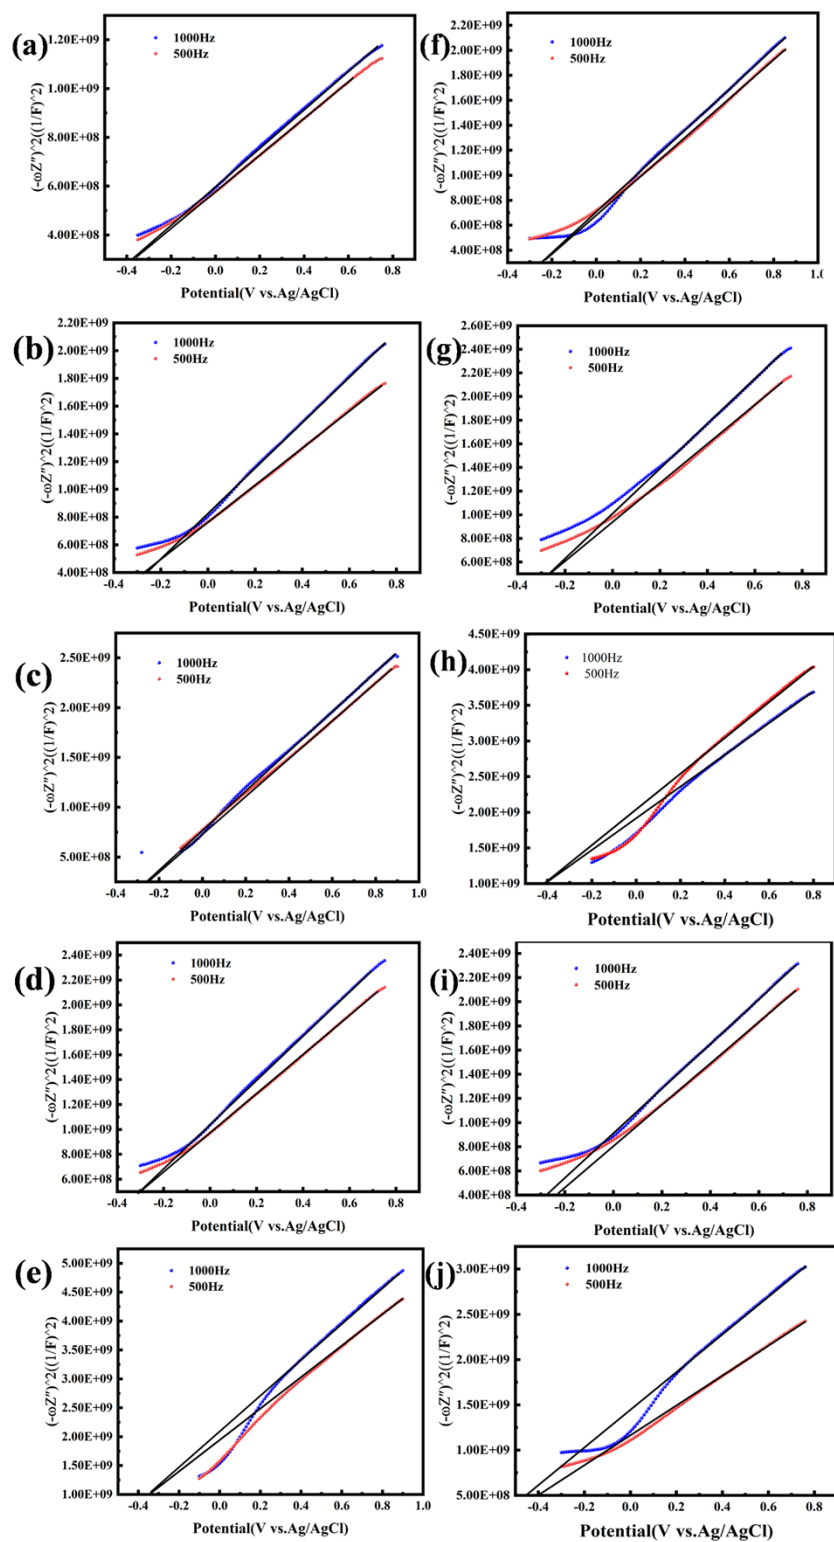 (a)
1000Hz
500Hz
(-ωZ")^2((1/F)^2)
1.20E+09
1.00E+09
8.00E+08
6.00E+08
4.00E+08
-0.4 -0.2 0.0 0.2 0.4 0.6 0.8
Potential(V vs.Ag/AgCl)
(f)
1000Hz
500Hz
(-ωZ")^2((1/F)^2)
2.20E+09
2.00E+09
1.80E+09
1.60E+09
1.40E+09
1.20E+09
1.00E+09
8.00E+08
6.00E+08
4.00E+08
-0.4 -0.2 0.0 0.2 0.4 0.6 0.8 1.0
Potential(V vs.Ag/AgCl)
(b)
1000Hz
500Hz
(-ωZ")^2((1/F)^2)
2.20E+09
2.00E+09
1.80E+09
1.60E+09
1.40E+09
1.20E+09
1.00E+09
8.00E+08
6.00E+08
4.00E+08
-0.4 -0.2 0.0 0.2 0.4 0.6 0.8
Potential(V vs.Ag/AgCl)
(g)
1000Hz
500Hz
(-ωZ")^2((1/F)^2)
2.60E+09
2.40E+09
2.20E+09
2.00E+09
1.80E+09
1.60E+09
1.40E+09
1.20E+09
1.00E+09
8.00E+08
6.00E+08
-0.4 -0.2 0.0 0.2 0.4 0.6 0.8
Potential(V vs.Ag/AgCl)
(c)
1000Hz
500Hz
(-ωZ")^2((1/F)^2)
2.50E+09
1.50E+09
1.00E+09
5.00E+08
-0.4 -0.2 0.0 0.2 0.4 0.6 0.8 1.0
Potential(V vs.Ag/AgCl)
(h)
1000Hz
500Hz
(-ωZ")^2((1/F)^2)
4.50E+09
4.00E+09
3.50E+09
3.00E+09
2.50E+09
2.00E+09
1.50E+09
1.00E+09
-0.4 -0.2 0.0 0.2 0.4 0.6 0.8
Potential(V vs.Ag/AgCl)
(d)
1000Hz
500Hz
(-ωZ")^2((1/F)^2)
2.40E+09
2.20E+09
2.00E+09
1.80E+09
1.60E+09
1.40E+09
1.20E+09
1.00E+09
8.00E+08
6.00E+08
-0.4 -0.2 0.0 0.2 0.4 0.6 0.8
Potential(V vs.Ag/AgCl)
(i)
1000Hz
500Hz
(-ωZ")^2((1/F)^2)
2.40E+09
2.20E+09
2.00E+09
1.80E+09
1.60E+09
1.40E+09
1.20E+09
1.00E+09
8.00E+08
6.00E+08
4.00E+08
-0.4 -0.2 0.0 0.2 0.4 0.6 0.8
Potential(V vs.Ag/AgCl)
(e)
1000Hz
500Hz
(-ωZ")^2((1/F)^2)
5.00E+09
4.50E+09
4.00E+09
3.50E+09
3.00E+09
2.50E+09
2.00E+09
1.50E+09
1.00E+09
-0.4 -0.2 0.0 0.2 0.4 0.6 0.8 1.0
Potential(V vs.Ag/AgCl)
(j)
1000Hz
500Hz
(-ωZ")^2((1/F)^2)
3.00E+09
2.50E+09
2.00E+09
1.50E+09
1.00E+09
5.00E+08
-0.4 -0.2 0.0 0.2 0.4 0.6 0.8
Potential(V vs.Ag/AgCl)